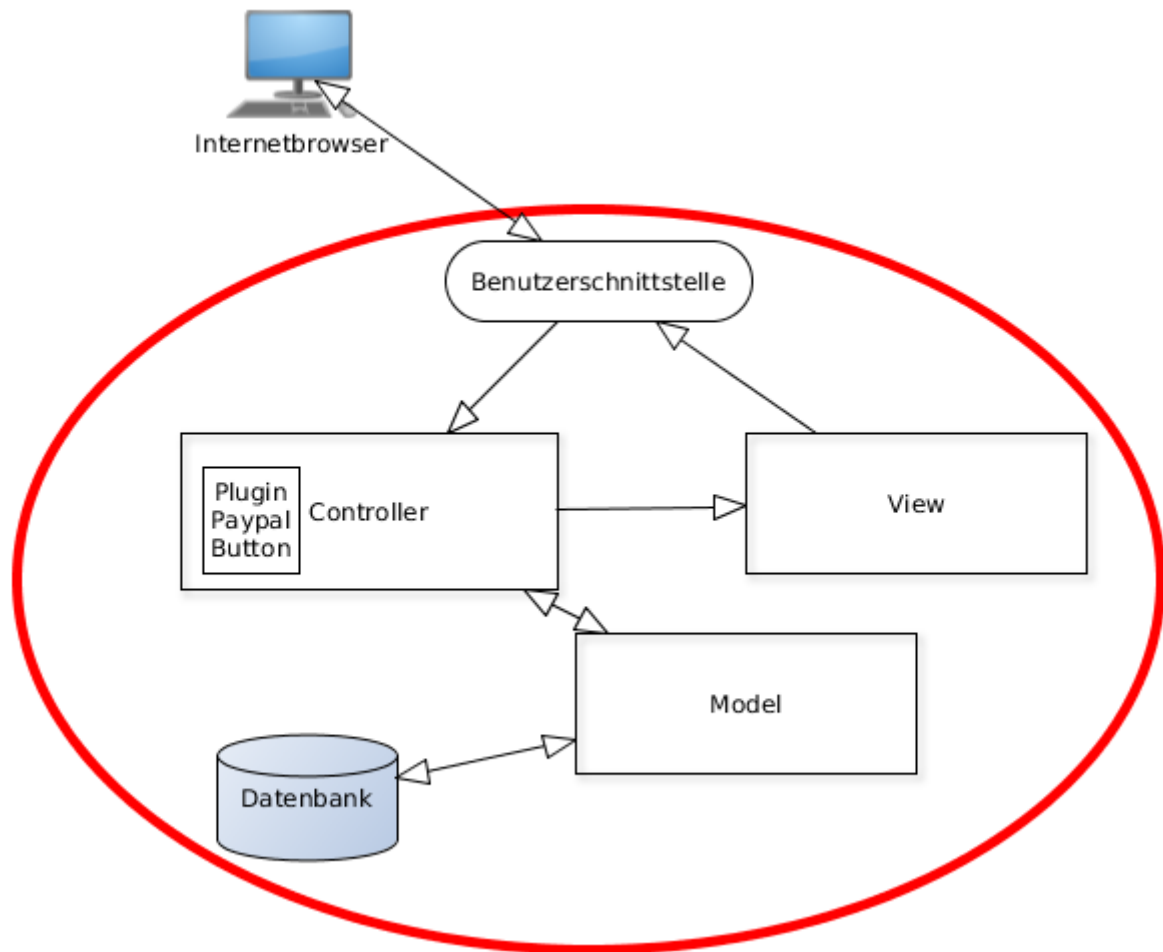 Internetbrowser
Benutzerschnittstelle
Plugin
Paypal
Button
Controller
View
Model
Datenbank